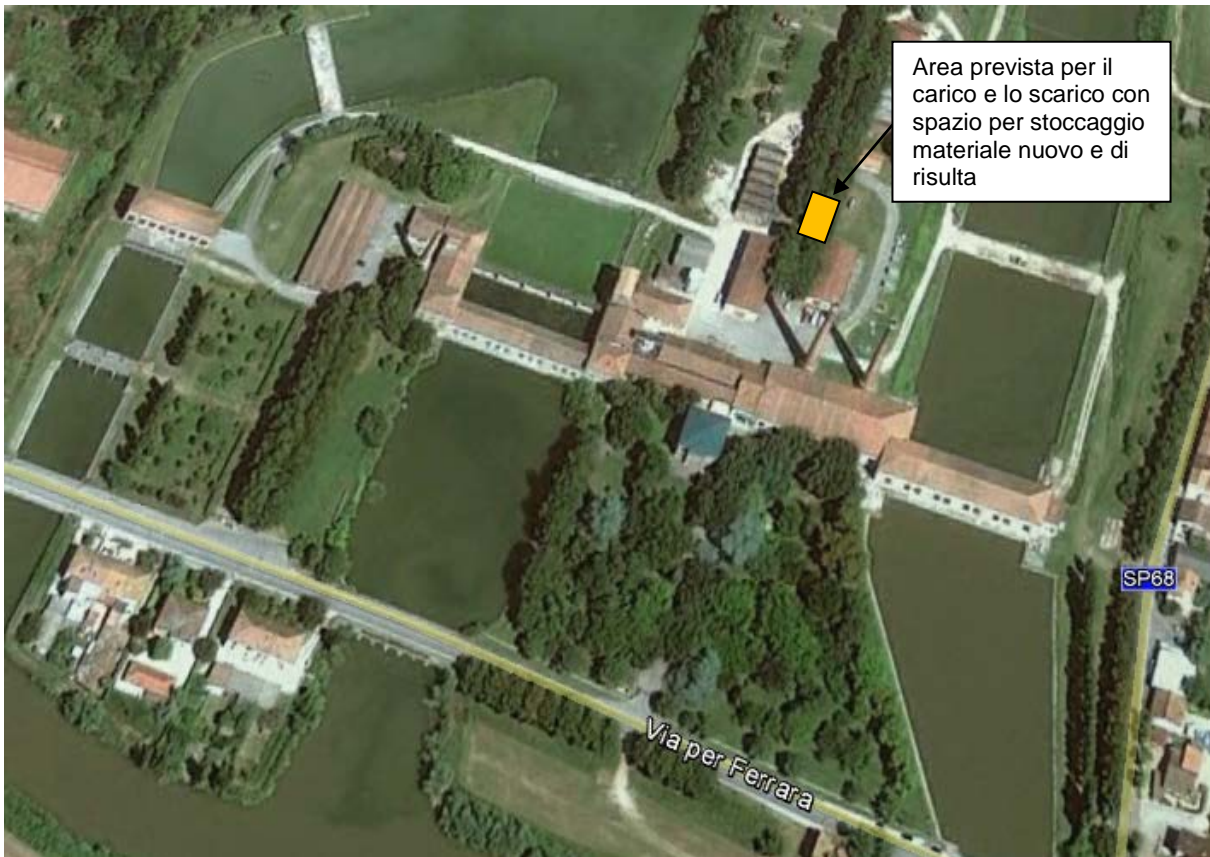 Area prevista per il
carico e lo scarico con
spazio per stoccaggio
materiale nuovo e di
risulta
SP68
Via per Ferrara